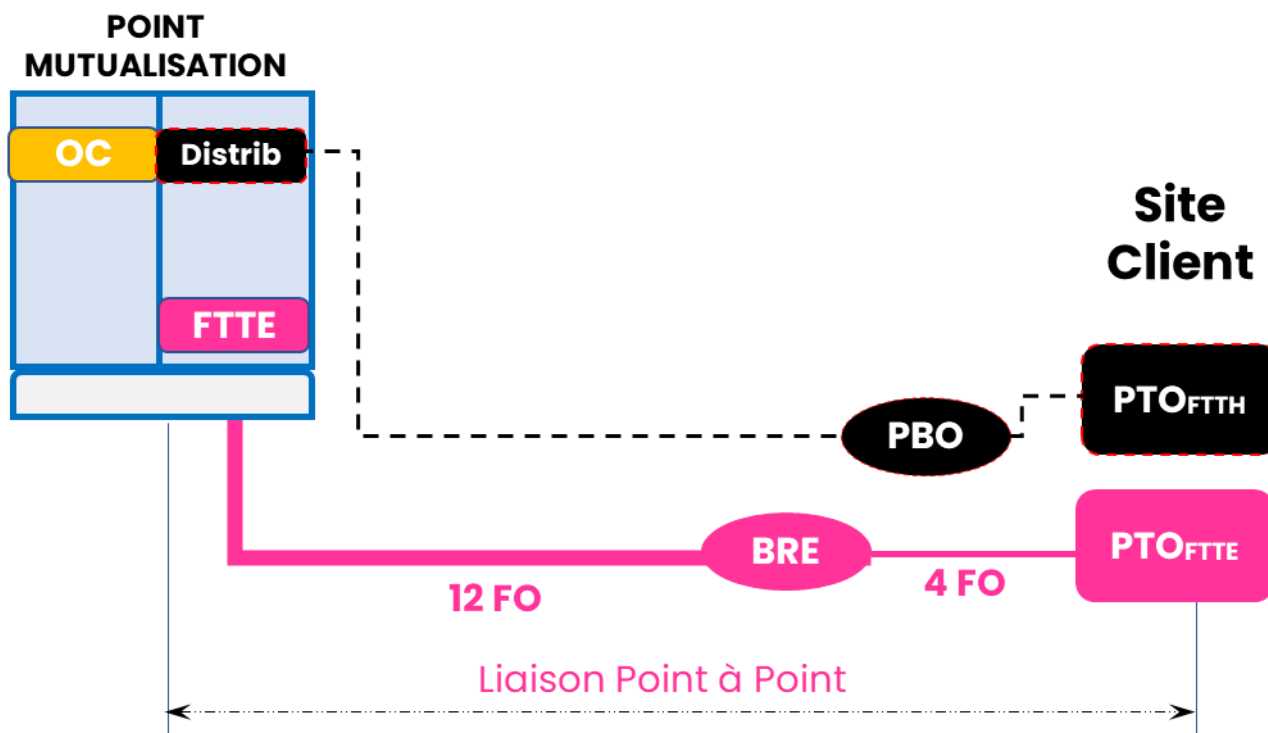 POINT
MUTUALISATION
OC
Distrib
FTTE
Site
Client
PTOFTTH
PBO
PTOFTTE
BRE
12 FO
4 FO
Liaison Point à Point